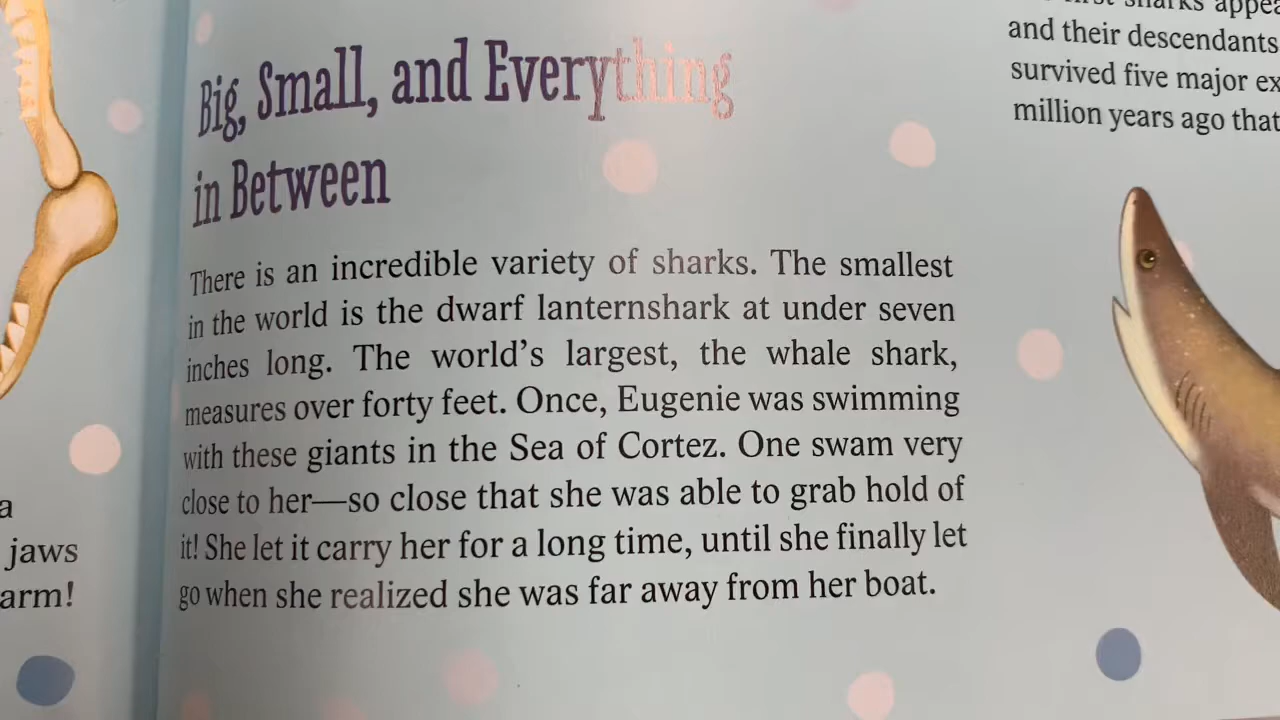 a
jaws
arm!
Big, Small, and Everything
in Between
There is an incredible variety of sharks. The smallest
in the world is the dwarf lanternshark at under seven
inches long. The world's largest, the whale shark,
measures over forty feet. Once, Eugenie was swimming
with these giants in the Sea of Cortez. One swam very
close to her—so close that she was able to grab hold of
it! She let it carry her for a long time, until she finally let
go when she realized she was far away from her boat.
first sharks appea
and their descendants
survived five major ex
million years ago that